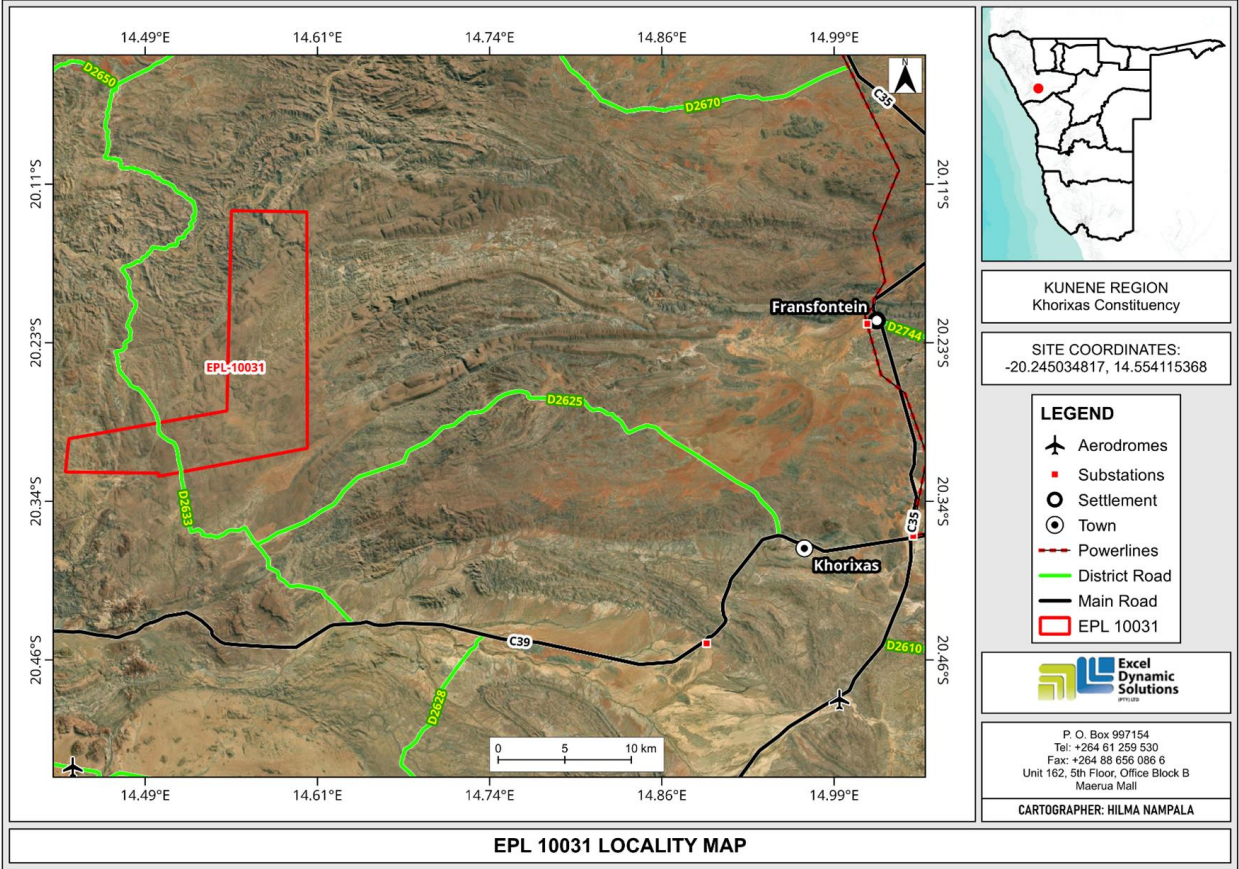 14.49°E 14.61°E 14.74°E 14.86°E 14.99°E
N
D2650
D2670
C35
20.11°S
20.11°S
Fransfontein
D2744
20.23°S
20.23°S
EPL-10031
D2625
D2633
20.34°S
20.34°S
C35
Khorixas
C39
D2610
20.46°S
20.46°S
D2628
0 5 10 km
14.49°E 14.61°E 14.74°E 14.86°E 14.99°E
KUNENE REGION
Khorixas Constituency
SITE COORDINATES:
-20.245034817, 14.554115368
LEGEND
Aerodromes
Substations
Settlement
Town
Powerlines
District Road
Main Road
EPL 10031
Excel
Dynamic
Solutions
(PTY) LTD
P. O. Box 997154
Tel: +264 61 259 530
Fax: +264 88 656 086 6
Unit 162, 5th Floor, Office Block B
Maerua Mall
CARTOGRAPHER: HILMA NAMPALA
EPL 10031 LOCALITY MAP